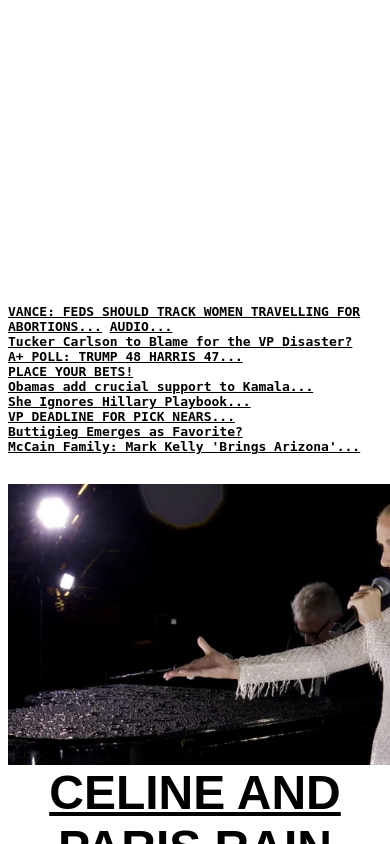 VANCE: FEDS SHOULD TRACK WOMEN TRAVELLING FOR
ABORTIONS... AUDIO...
Tucker Carlson to Blame for the VP Disaster?
A+ POLL: TRUMP 48 HARRIS 47...
PLACE YOUR BETS!
Obamas add crucial support to Kamala...
She Ignores Hillary Playbook...
VP DEADLINE FOR PICK NEARS...
Buttigieg Emerges as Favorite?
McCain Family: Mark Kelly 'Brings Arizona'...
CELINE AND
PARIS RAIN